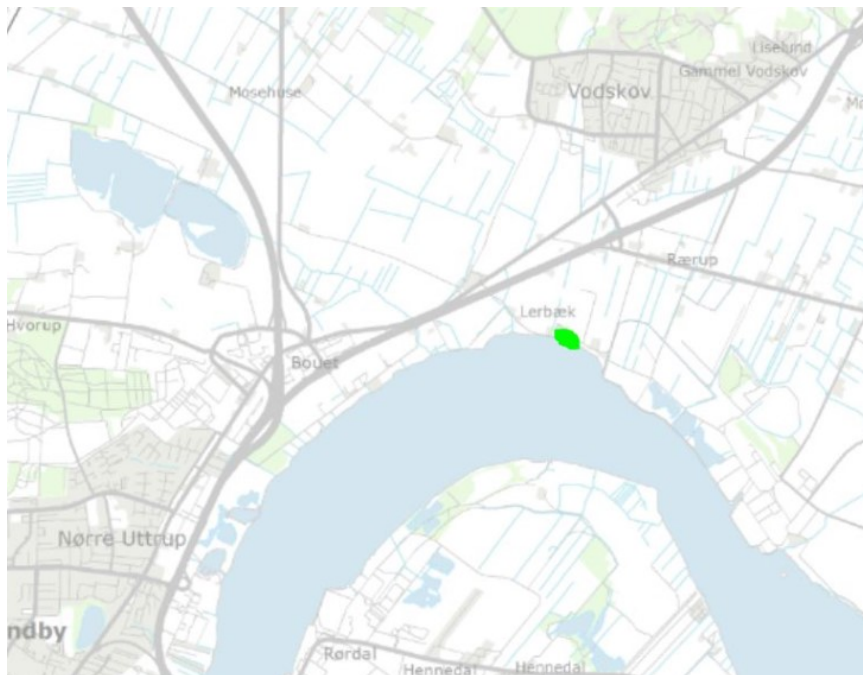 Liselund
Gammel Vodskov
Vodskov
Mosehuse
Rærup
Lerbæk
Hvorup
Bouet
Nørre Uttrup
ndby
Rørdal
Hennedal
Hennedal